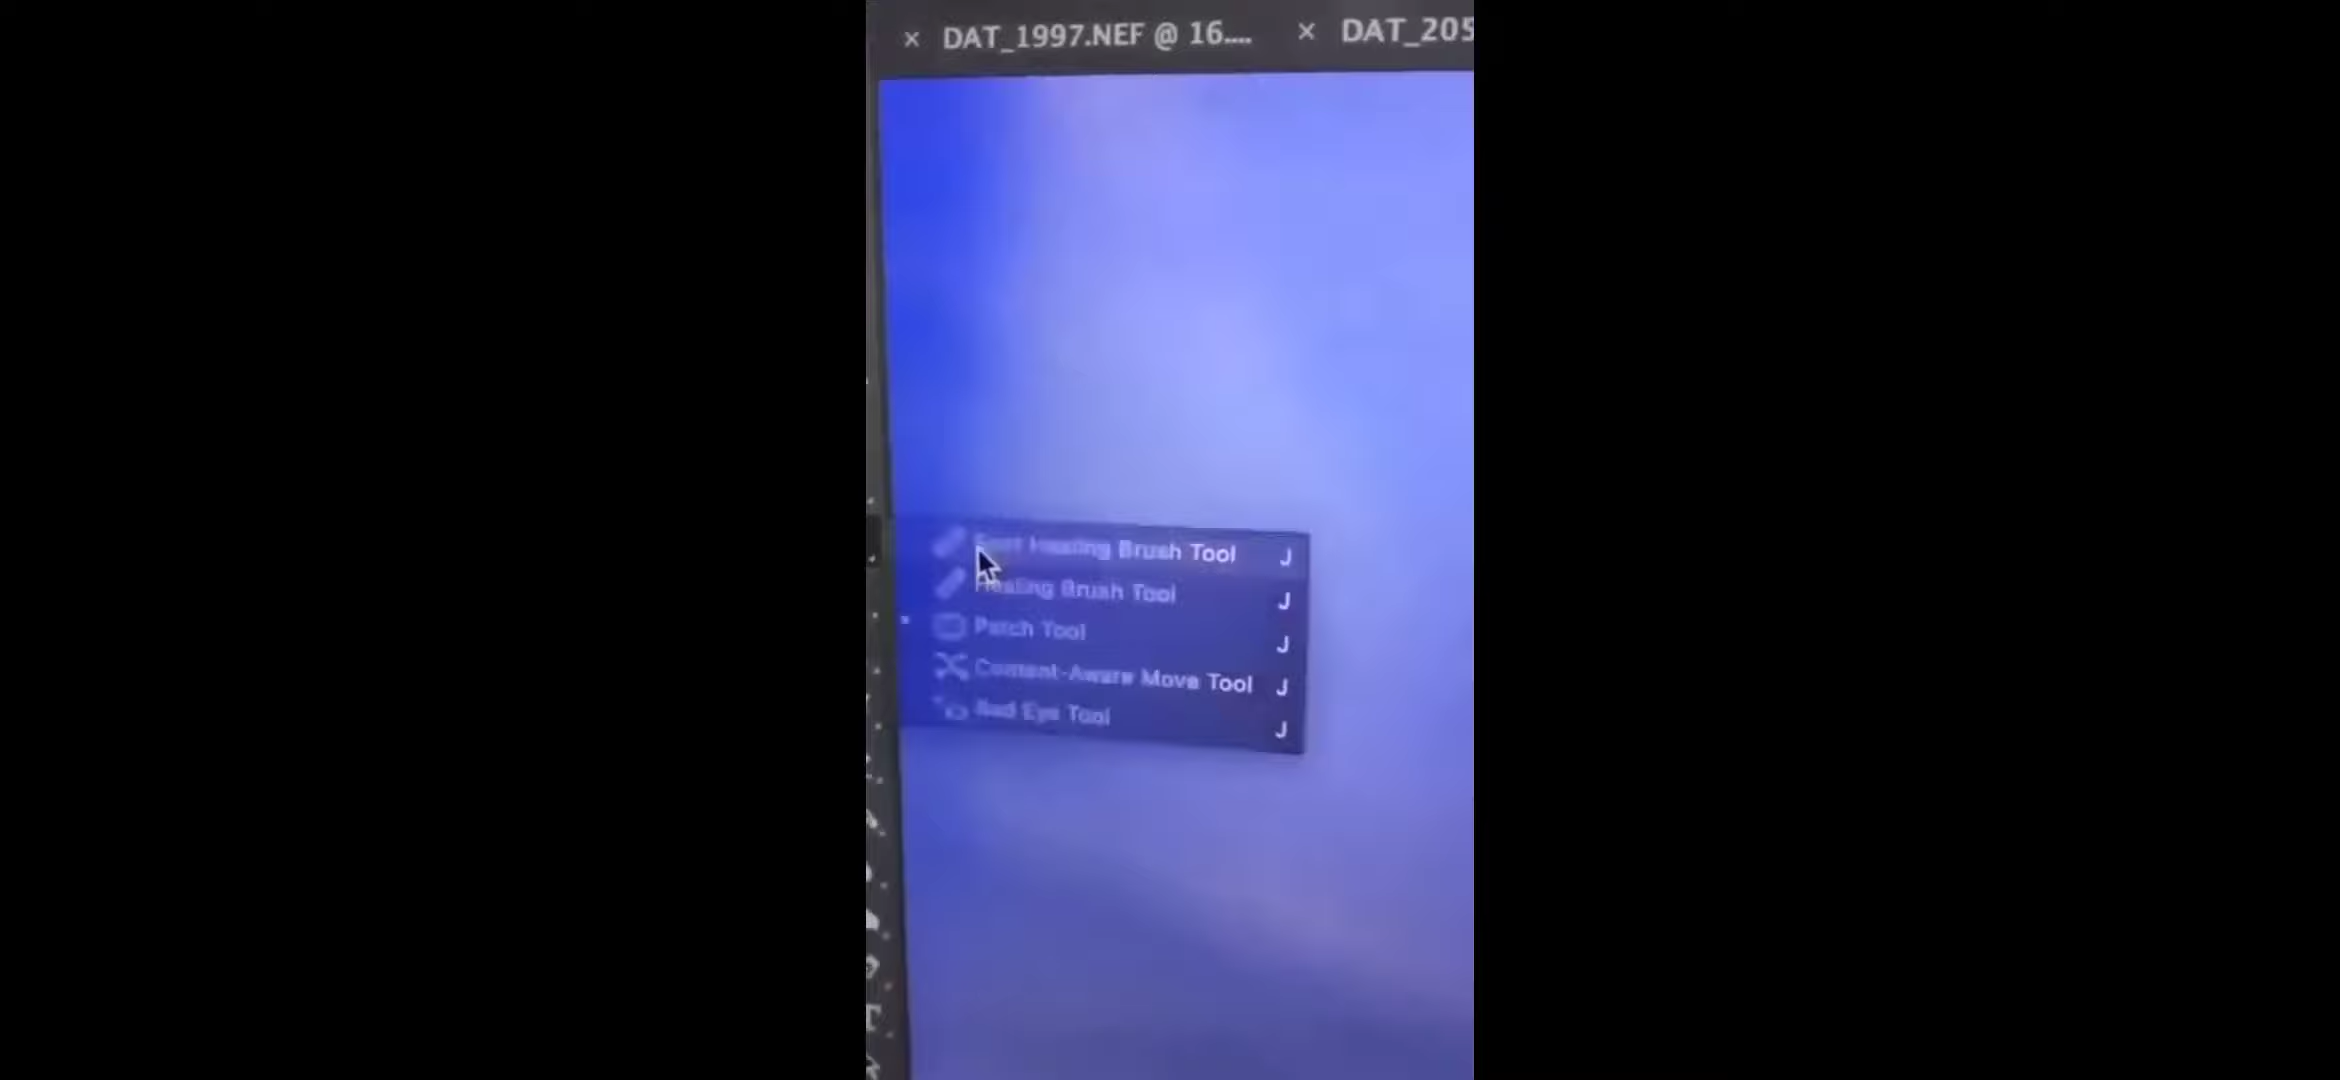 × DAT_1997.NEF @ 16.... × DAT_205
Spot Healing Brush Tool J
Healing Brush Tool J
Patch Tool J
Content-Aware Move Tool J
Red Eye Tool J
T